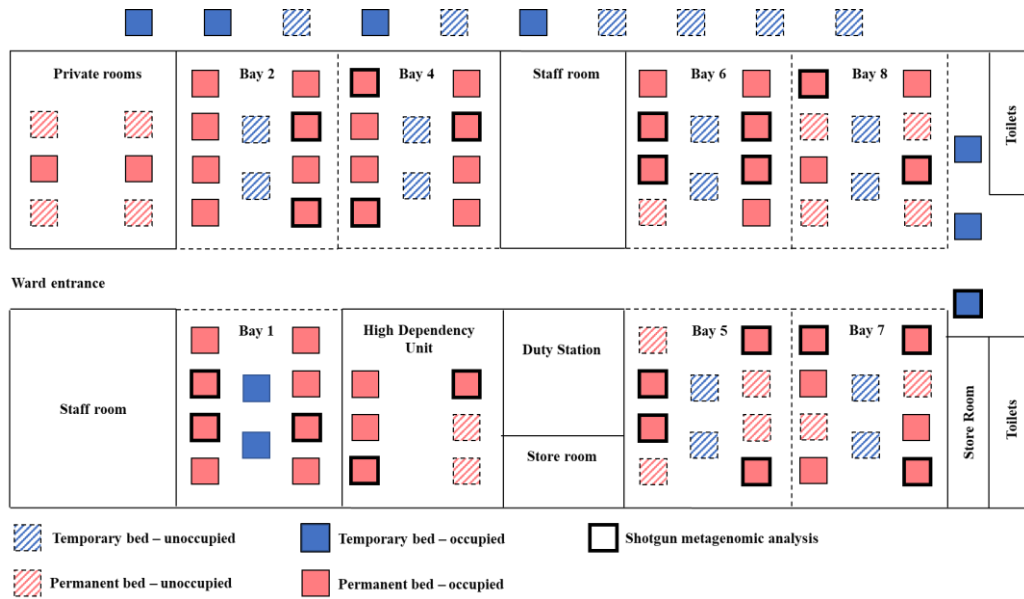 Private rooms
Bay 2
Bay 4
Staff room
Bay 6
Bay 8
Toilets
Ward entrance
Staff room
Bay 1
High Dependency
Unit
Duty Station
Store room
Bay 5
Bay 7
Store Room
Toilets
Temporary bed – unoccupied
Temporary bed – occupied
Shotgun metagenomic analysis
Permanent bed – unoccupied
Permanent bed – occupied